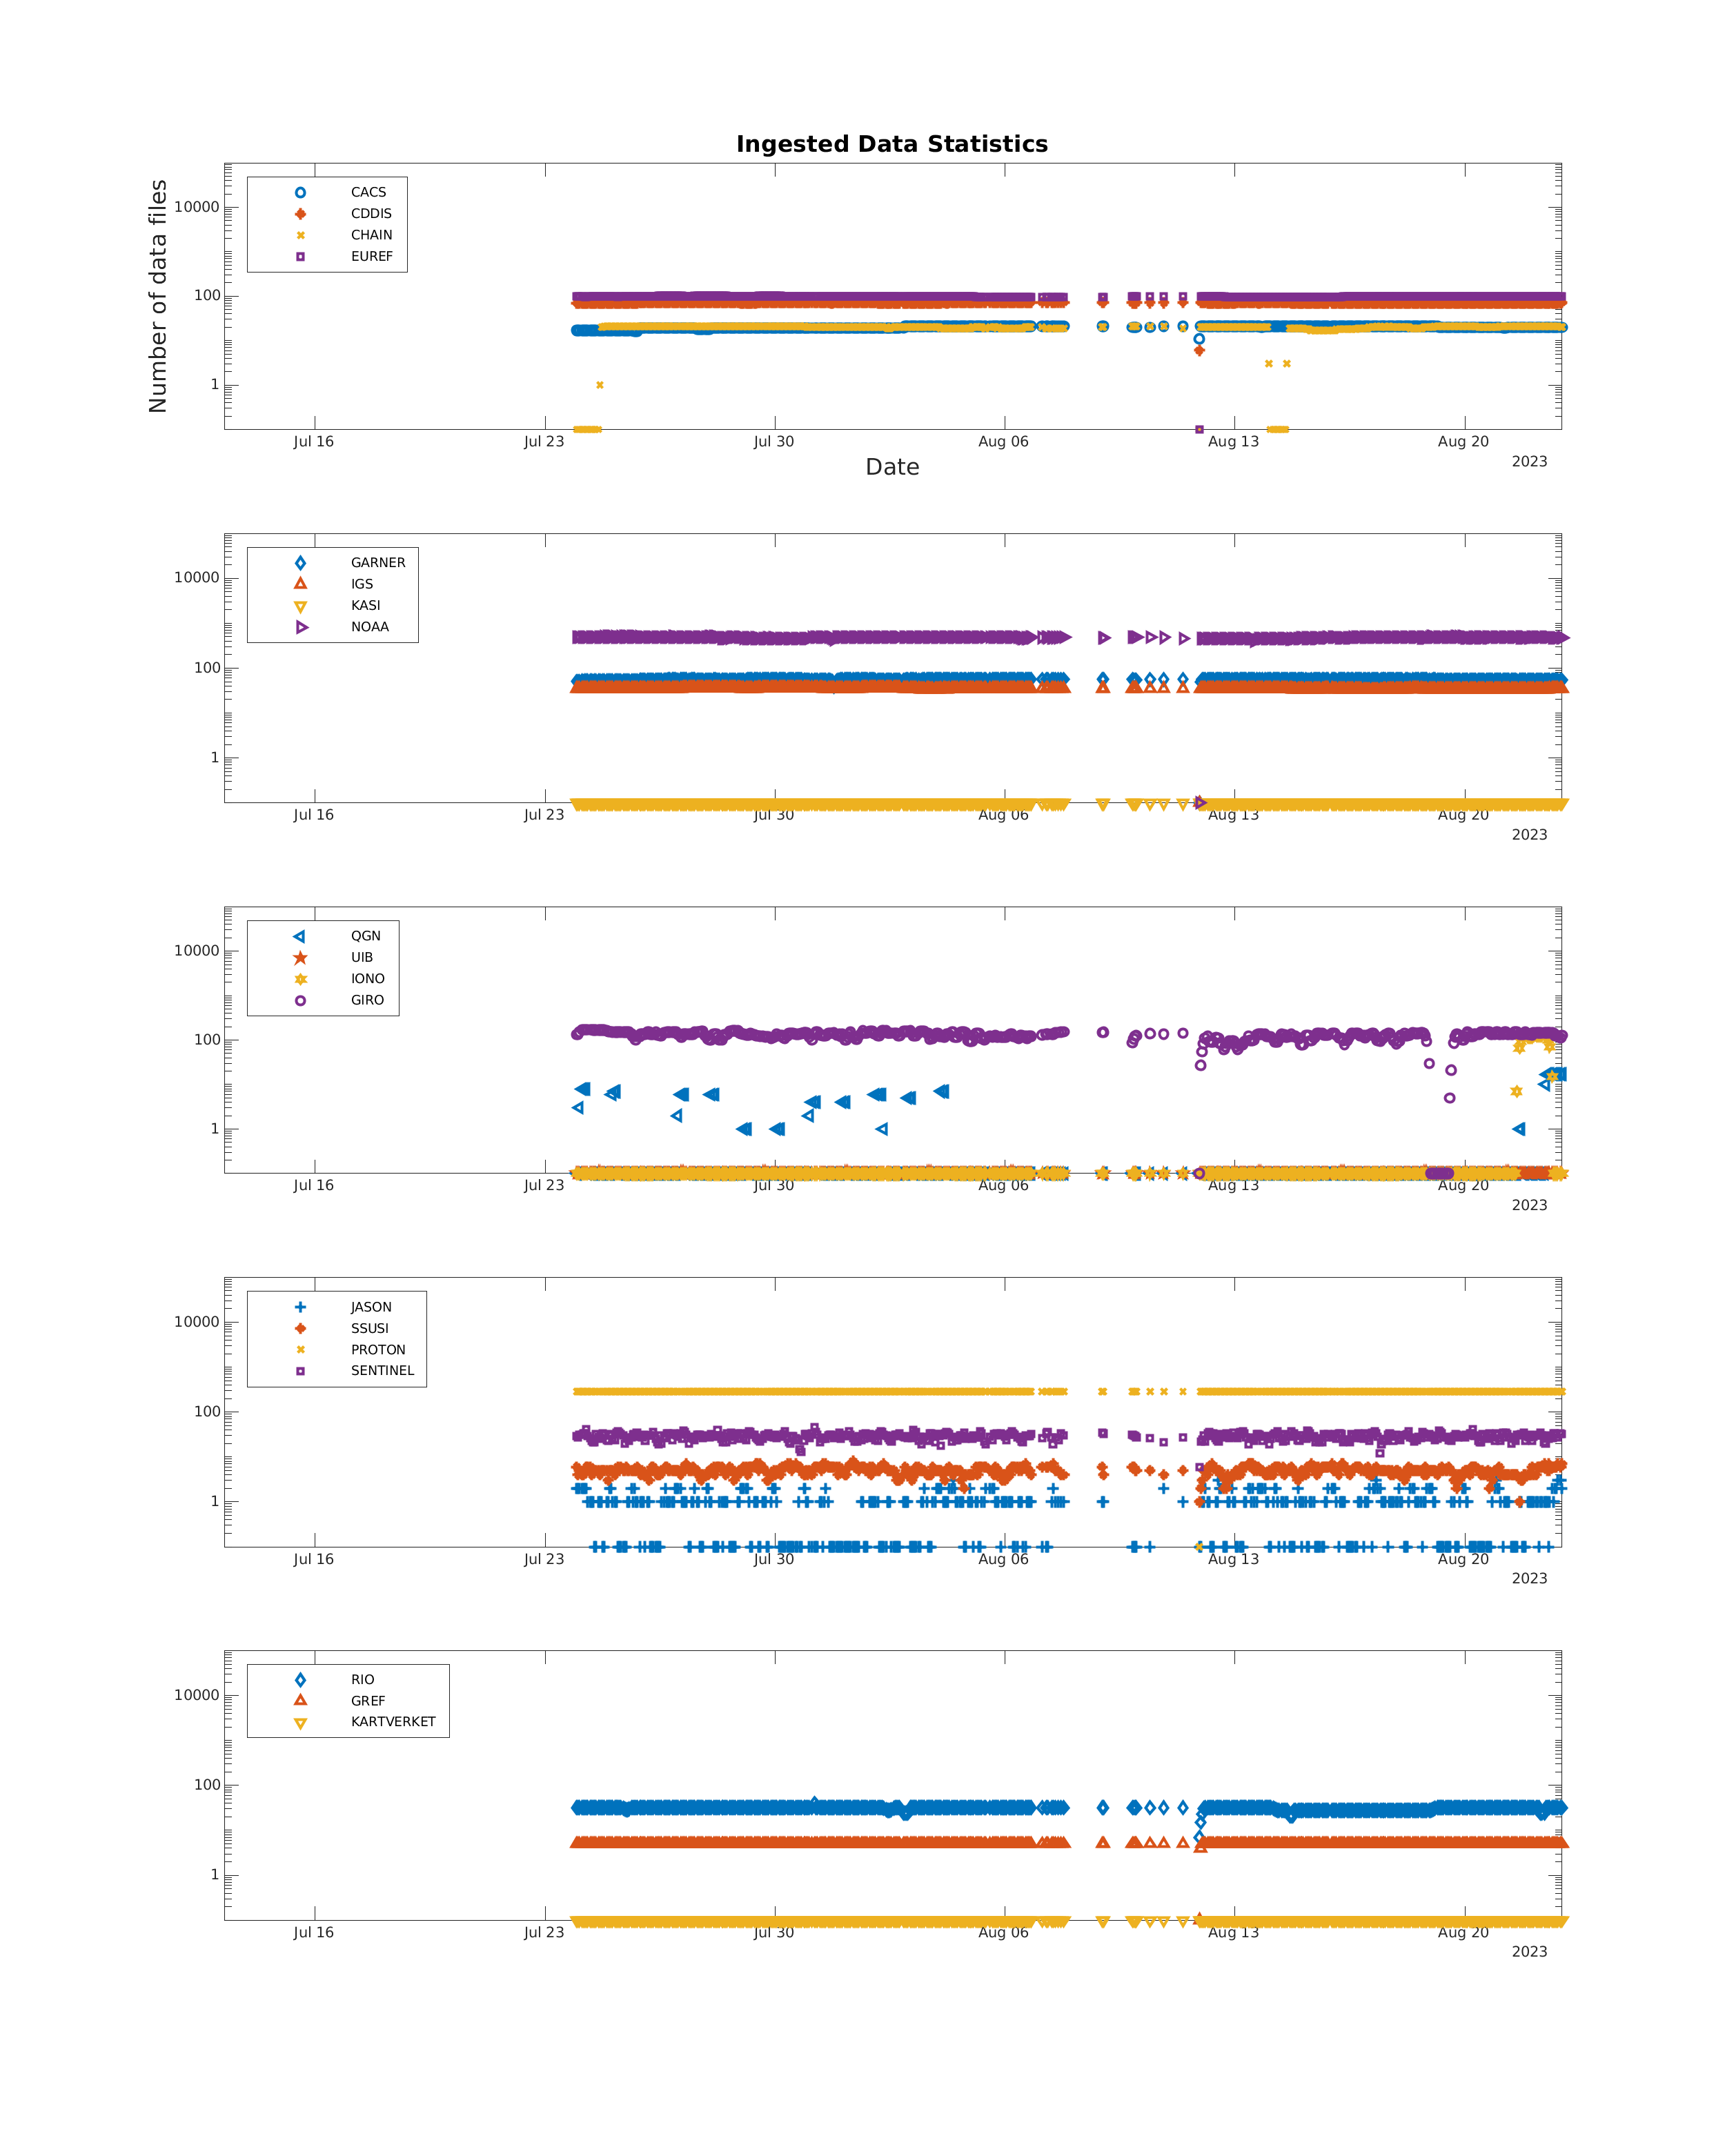 Ingested Data Statistics
Number of data files
10000
100
1
CACS
CDDIS
CHAIN
EUREF
Jul 16
Jul 23
Jul 30
Aug 06
Aug 13
Aug 20
2023
Date
10000
100
1
GARNER
IGS
KASI
NOAA
Jul 16
Jul 23
Jul 30
Aug 06
Aug 13
Aug 20
2023
10000
100
1
QGN
UIB
IONO
GIRO
Jul 16
Jul 23
Jul 30
Aug 06
Aug 13
Aug 20
2023
10000
100
1
JASON
SSUSI
PROTON
SENTINEL
Jul 16
Jul 23
Jul 30
Aug 06
Aug 13
Aug 20
2023
10000
100
1
RIO
GREF
KARTVERKET
Jul 16
Jul 23
Jul 30
Aug 06
Aug 13
Aug 20
2023